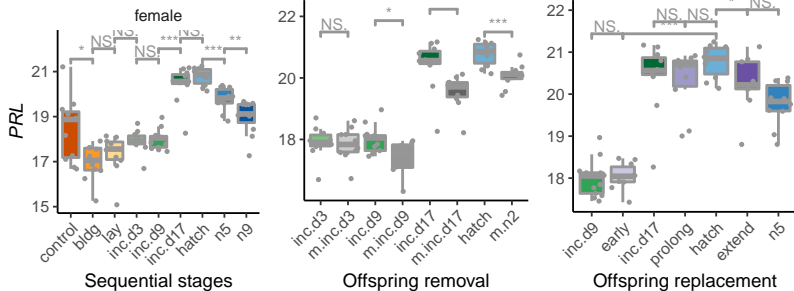 female
PRL
* NS. NS. NS. *** NS. *** **
21
19
17
15
control bldg lay inc.d3 inc.d9 inc.d17 hatch n5 n9
Sequential stages
22
20
18
NS. * ***
inc.d3 m.inc.d3 inc.d9 m.inc.d9 inc.d17 m.inc.d17 hatch m.n2
Offspring removal
22
21
20
19
18
NS. NS. *** NS. * NS.
inc.d9 early inc.d17 prolong hatch extend n5
Offspring replacement